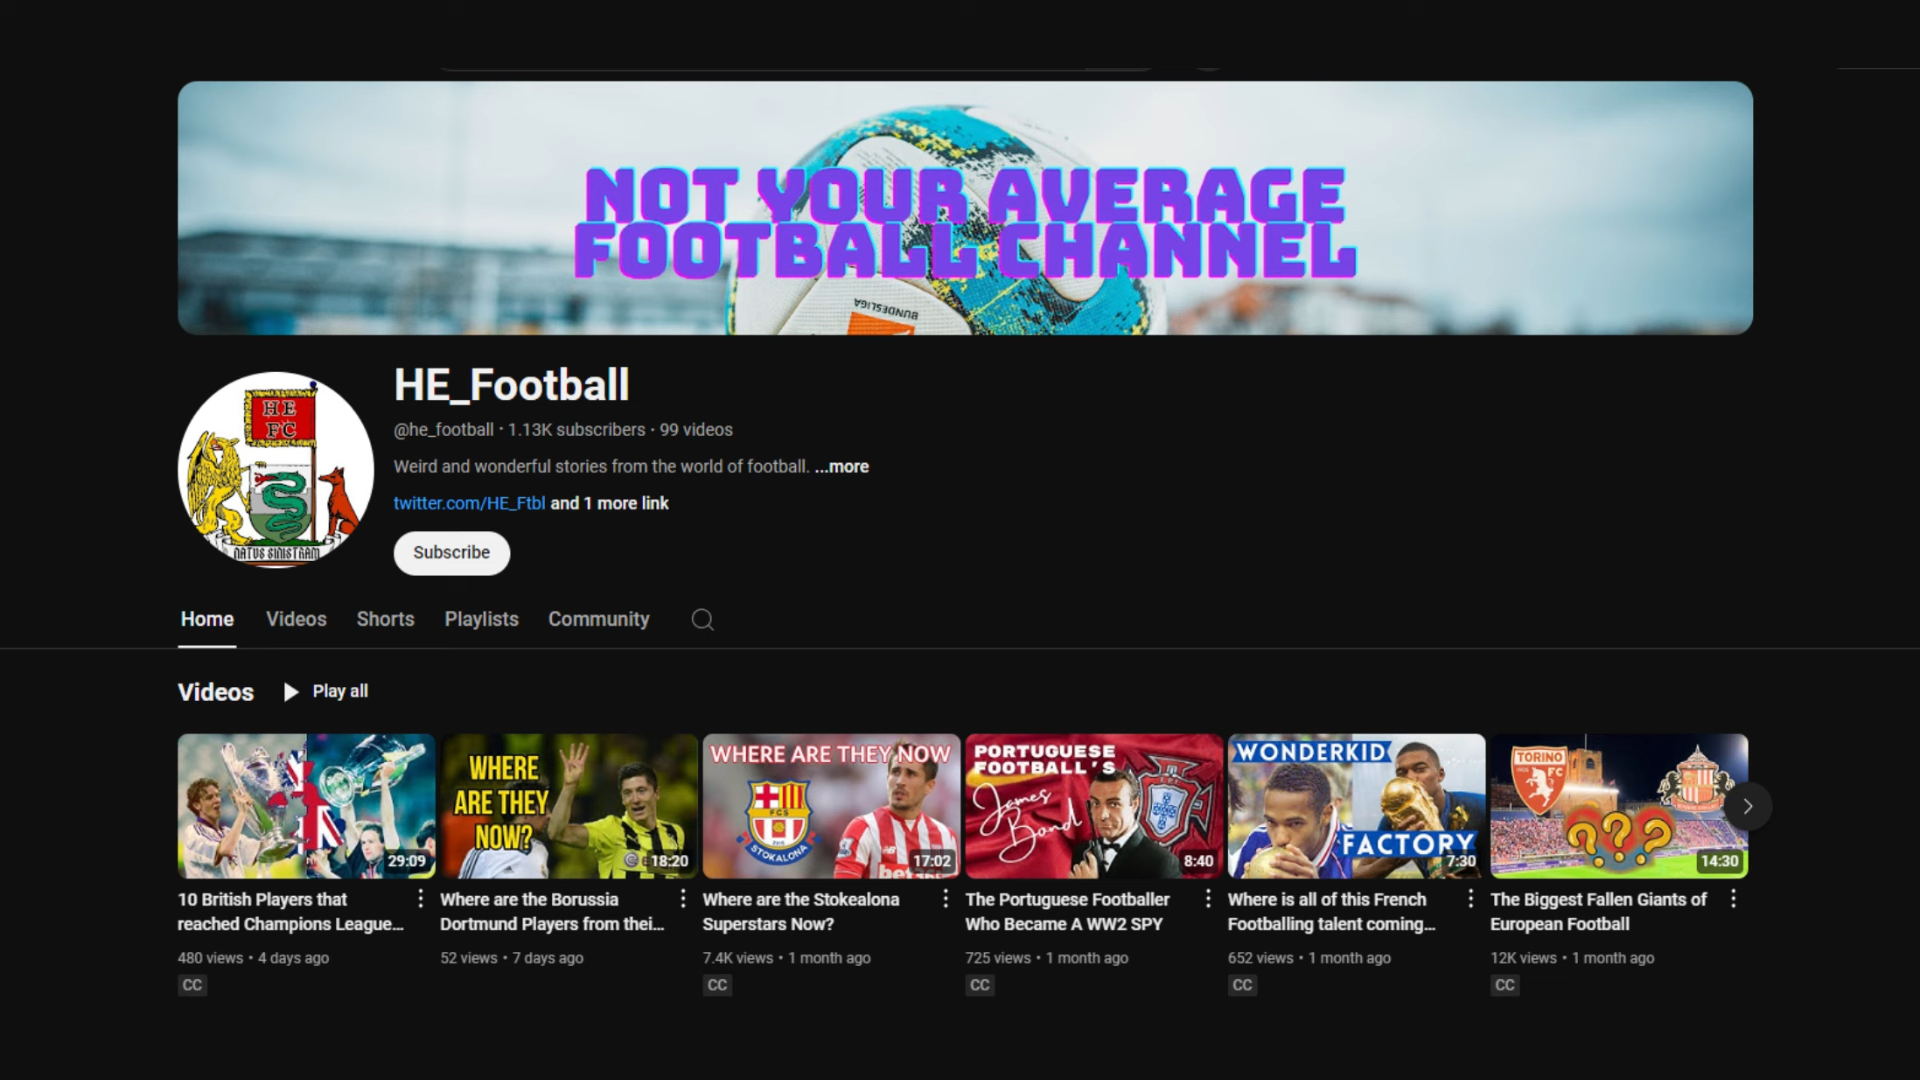 NOT YOUR AVERAGE
FOOTBALL CHANNEL
BUNDESLIGA
HE
FC
NATUS SINISTRAM
HE_Football
@he_football · 1.13K subscribers · 99 videos
Weird and wonderful stories from the world of football. ...more
twitter.com/HE_Ftbl and 1 more link
Subscribe
Home Videos Shorts Playlists Community
Videos Play all
29:09
WHERE
ARE THEY
NOW?
18:20
WHERE ARE THEY NOW
FCS
STOKALONA
17:02
PORTUGUESE
FOOTBALL'S
James
Bond
8:40
WONDERKID
FACTORY
7:30
TORINO
FC
???
14:30
10 British Players that
reached Champions League...
480 views • 4 days ago
CC
Where are the Borussia
Dortmund Players from thei...
52 views • 7 days ago
Where are the Stokealona
Superstars Now?
7.4K views • 1 month ago
CC
The Portuguese Footballer
Who Became A WW2 SPY
725 views • 1 month ago
CC
Where is all of this French
Footballing talent coming...
652 views • 1 month ago
CC
The Biggest Fallen Giants of
European Football
12K views • 1 month ago
CC